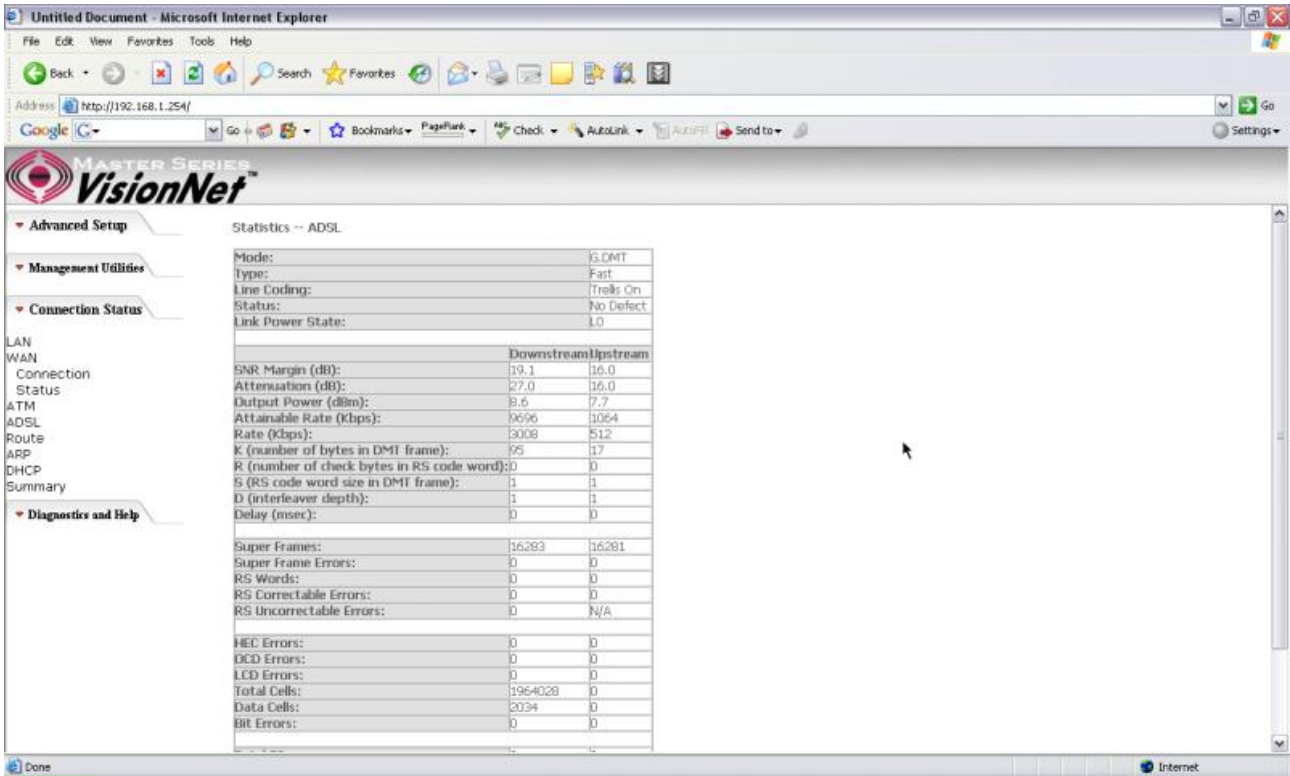 Untitled Document - Microsoft Internet Explorer
File Edit View Favorites Tools Help
Back Search Favorites
Address http://192.168.1.254/ Go
Google G Go Bookmarks PageRank Check AutoLink AutoFill Send to Settings
MASTER SERIES
VisionNet™
Advanced Setup
Management Utilities
Connection Status
LAN
WAN
Connection
Status
ATM
ADSL
Route
ARP
DHCP
Summary
Diagnostics and Help
Statistics -- ADSL
Mode: G.DMT
Type: Fast
Line Coding: Trellis On
Status: No Defect
Link Power State: L0
Downstream Upstream
SNR Margin (dB): 19.1 16.0
Attenuation (dB): 27.0 16.0
Output Power (dBm): 8.6 7.7
Attainable Rate (Kbps): 9696 1064
Rate (Kbps): 3008 512
K (number of bytes in DMT frame): 95 17
R (number of check bytes in RS code word): 0 0
S (RS code word size in DMT frame): 1 1
D (interleaver depth): 1 1
Delay (msec): 0 0
Super Frames: 16283 16281
Super Frame Errors: 0 0
RS Words: 0 0
RS Correctable Errors: 0 0
RS Uncorrectable Errors: 0 N/A
HEC Errors: 0 0
OCD Errors: 0 0
LCD Errors: 0 0
Total Cells: 1964028 0
Data Cells: 2034 0
Bit Errors: 0 0
Done Internet